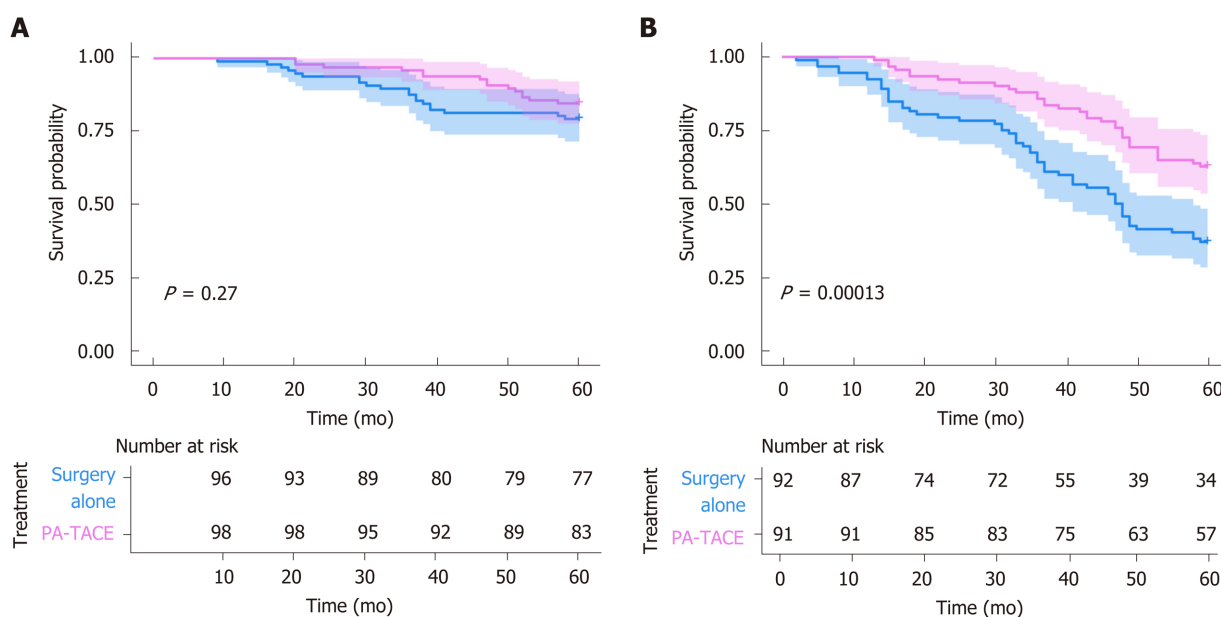 A
Survival probability
1.00
0.75
0.50
0.25
0.00
P = 0.27
0 10 20 30 40 50 60
Time (mo)
Number at risk
Treatment
Surgery
alone
96 93 89 80 79 77
PA-TACE
98 98 95 92 89 83
10 20 30 40 50 60
Time (mo)
B
Survival probability
1.00
0.75
0.50
0.25
0.00
P = 0.00013
0 10 20 30 40 50 60
Time (mo)
Number at risk
Treatment
Surgery
alone
92 87 74 72 55 39 34
PA-TACE
91 91 85 83 75 63 57
0 10 20 30 40 50 60
Time (mo)